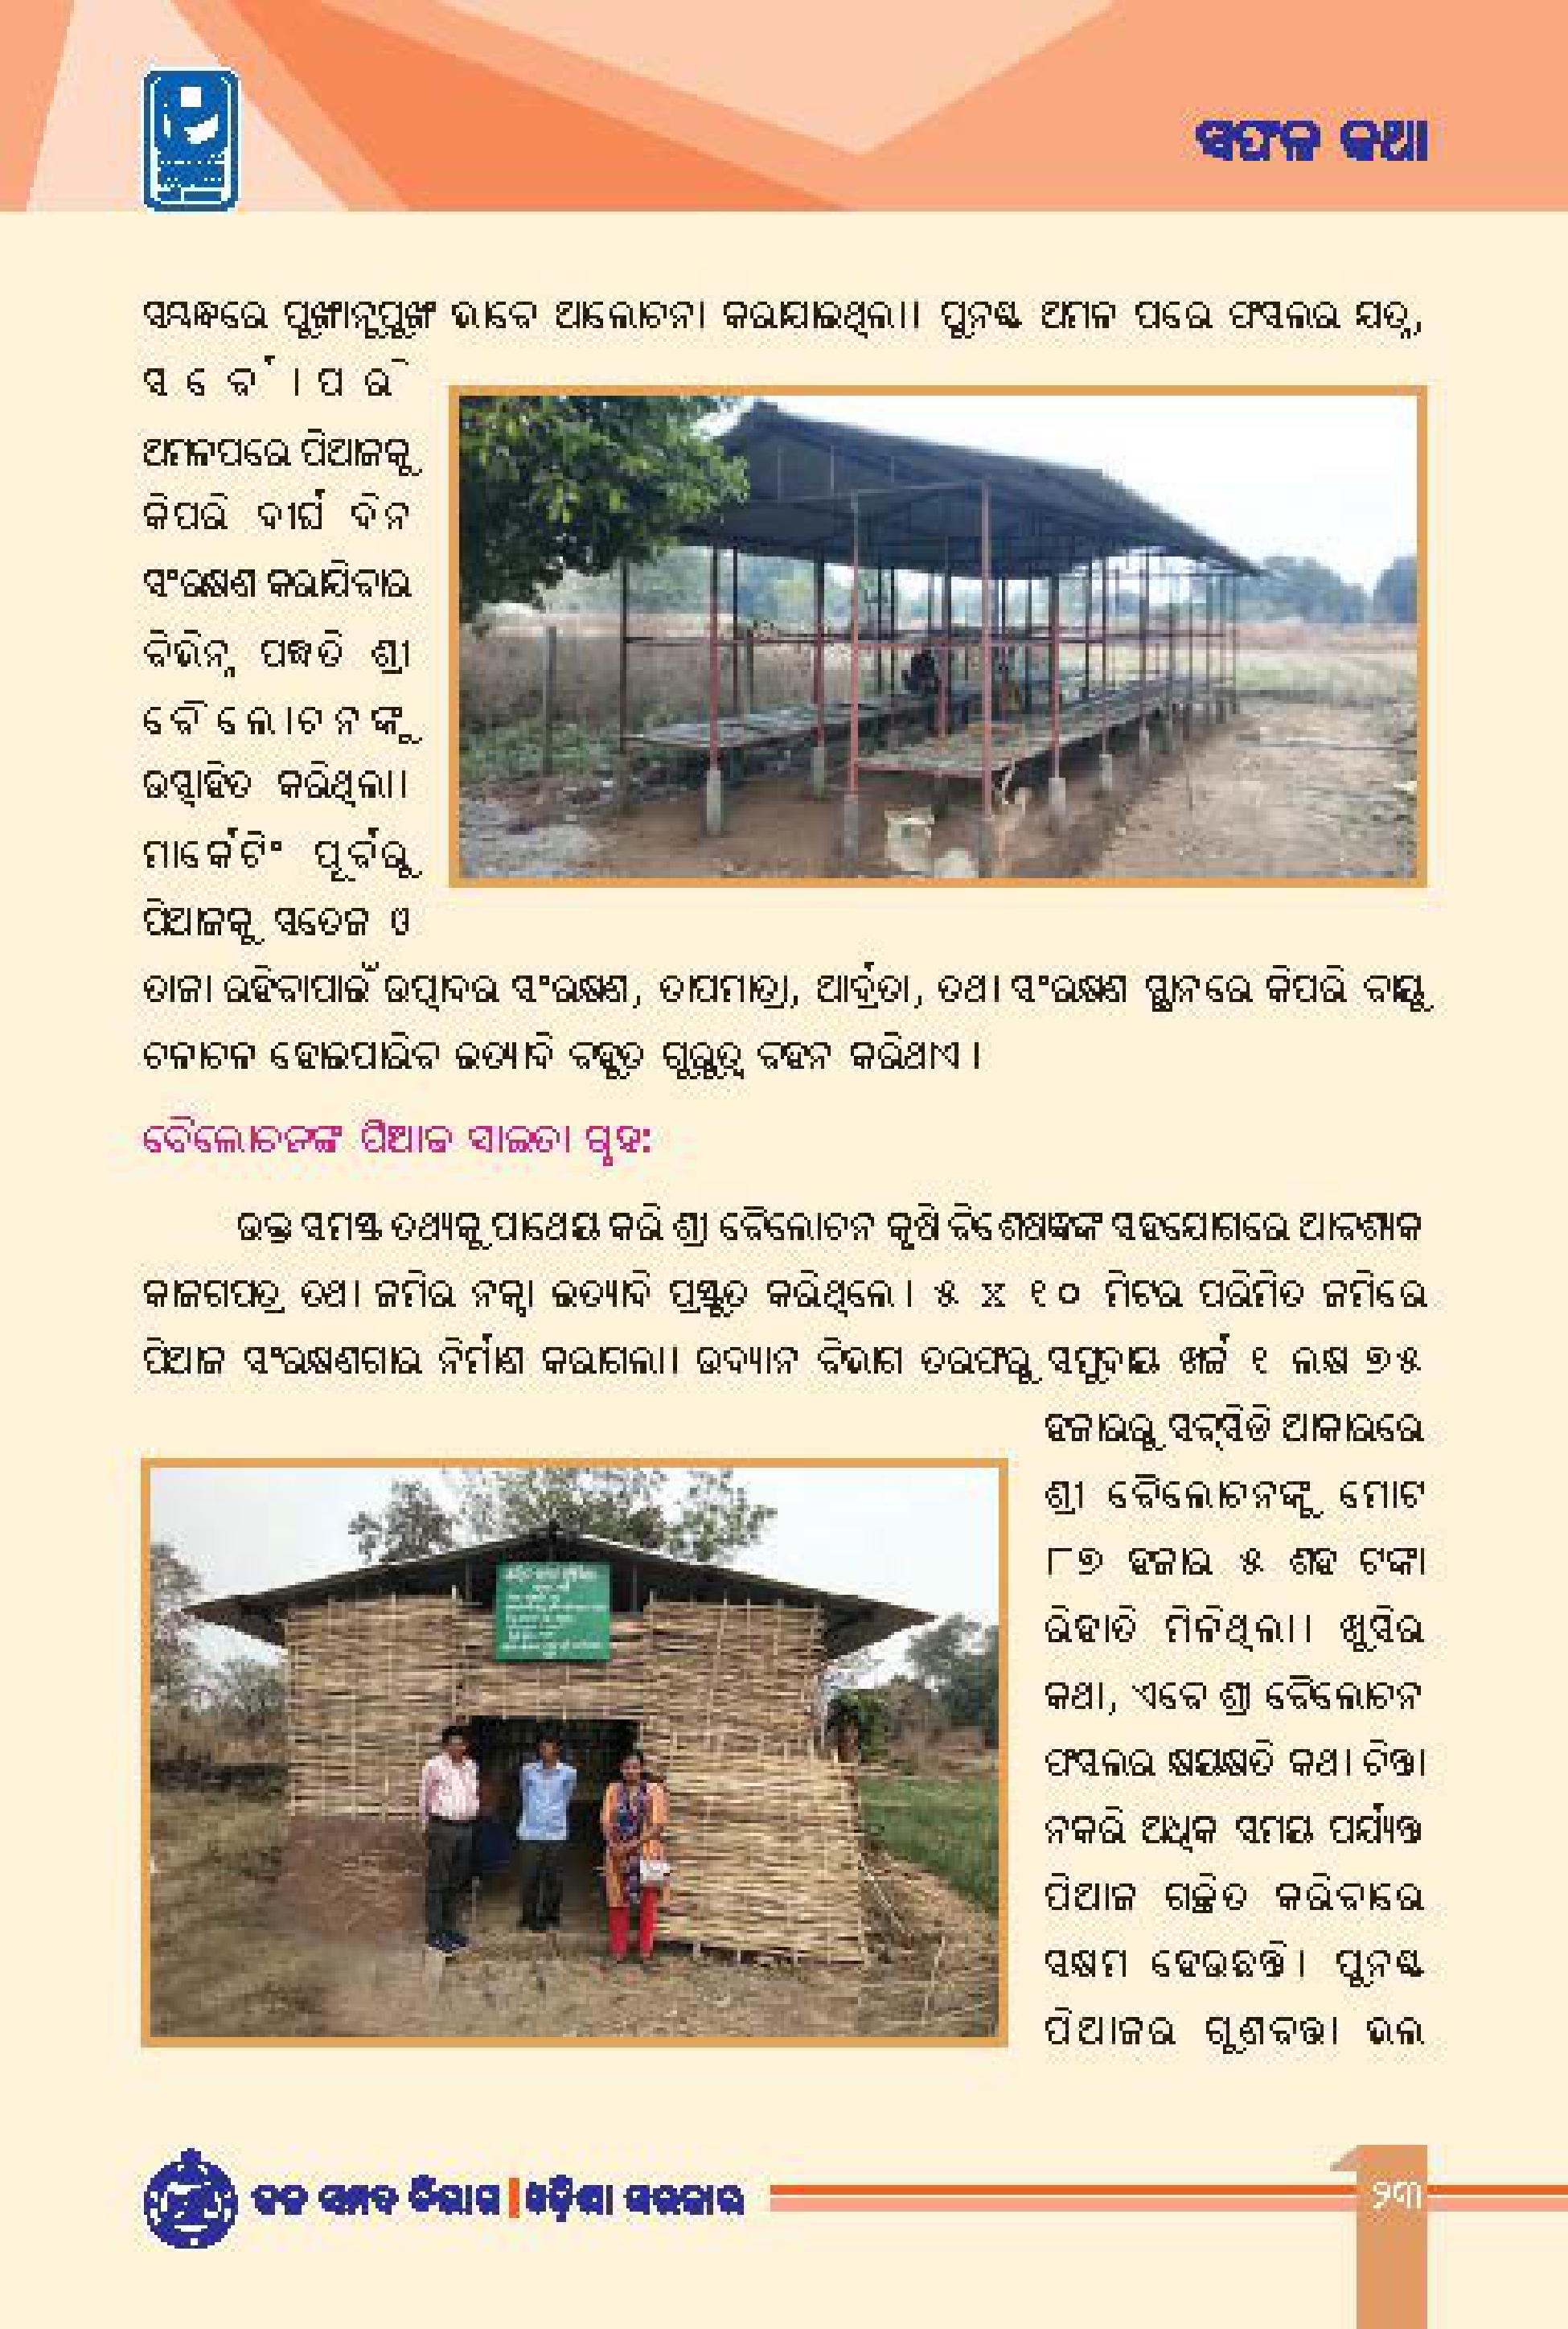 ସଫଳ କଥା
ସମ୍ବନ୍ଧରେ ପୁଙ୍ଖାନୁପୁଙ୍ଖ ଭାବେ ଆଲୋଚନା କରାଯାଇଥିଲା। ପୁନଶ୍ଚ ଅମଳ ପରେ ଫସଲର ଯତ୍ନ,
ସର୍ବୋପରି
ଅମଳପରେ ପିଆଜକୁ
କିପରି ଦୀର୍ଘ ଦିନ
ସଂରକ୍ଷଣ କରାଯିବାର
ବିଭିନ୍ନ ପଦ୍ଧତି ଶ୍ରୀ
ବୈଲୋଚନଙ୍କୁ
ଉତ୍ସାହିତ କରିଥିଲା।
ମାର୍କେଟିଂ ପୂର୍ବରୁ
ପିଆଜକୁ ସତେଜ ଓ
ତାଜା ରହିବାପାଇଁ ଉତ୍ପାଦର ସଂରକ୍ଷଣ, ତାପମାତ୍ରା, ଆର୍ଦ୍ରତା, ତଥା ସଂରକ୍ଷଣ ସ୍ଥାନରେ କିପରି ବାୟୁ
ଚଳାଚଳ ହୋଇପାରିବ ଇତ୍ୟାଦି ବହୁତ ଗୁରୁତ୍ୱ ବହନ କରିଥାଏ ।
ବୈଲୋଚନଙ୍କ ପିଆଜ ସାଇତା ଗୃହ:
ଉକ୍ତ ସମସ୍ତ ତଥ୍ୟକୁ ପାଥେୟ କରି ଶ୍ରୀ ବୈଲୋଚନ କୃଷି ବିଶେଷଜ୍ଞଙ୍କ ସହଯୋଗରେ ଆବଶ୍ୟକ
କାଜଗପତ୍ର ତଥା ଜମିର ନକ୍ସା ଇତ୍ୟାଦି ପ୍ରସ୍ତୁତ କରିଥିଲେ । ୫ X ୧୦ ମିଟର ପରିମିତ ଜମିରେ
ପିଆଜ ସଂରକ୍ଷଣଗାର ନିର୍ମାଣ କରାଗଲା। ଉଦ୍ୟାନ ବିଭାଗ ତରଫରୁ ସମୁଦାୟ ଖର୍ଚ୍ଚ ୧ ଲକ୍ଷ ୭୫
ହଜାରରୁ ସବ୍‌ସିଡି ଆକାରରେ
ଶ୍ରୀ ବୈଲୋଚନଙ୍କୁ ମୋଟ
୮୭ ହଜାର ୫ ଶହ ଟଙ୍କା
ରିହାତି ମିଳିଥିଲା। ଖୁସିର
କଥା, ଏବେ ଶ୍ରୀ ବୈଲୋଚନ
ଫସଲର କ୍ଷୟକ୍ଷତି କଥା ଚିନ୍ତା
ନକରି ଅଧିକ ସମୟ ପର୍ଯ୍ୟନ୍ତ
ପିଆଜ ଗଚ୍ଛିତ କରିବାରେ
ସକ୍ଷମ ହେଉଛନ୍ତି। ପୁନଶ୍ଚ
ପିଆଜର ଗୁଣବତ୍ତା ଭଲ
ଜଳ ସମ୍ପଦ ବିଭାଗ | ଓଡ଼ିଶା ସରକାର
୨୩